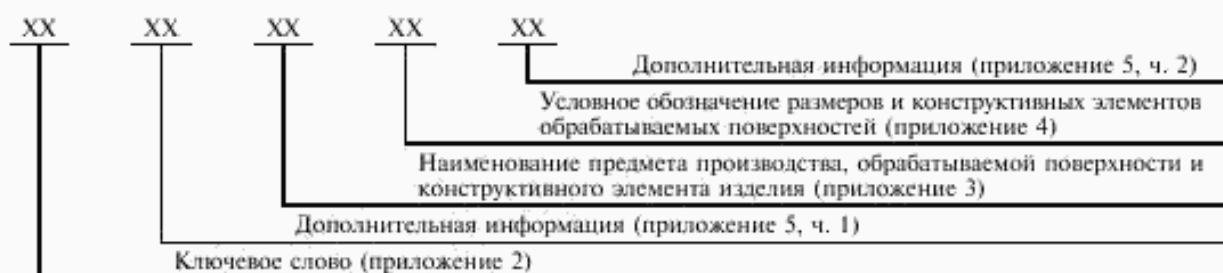 XX XX XX XX XX
Дополнительная информация (приложение 5, ч. 2)
Условное обозначение размеров и конструктивных элементов
обрабатываемых поверхностей (приложение 4)
Наименование предмета производства, обрабатываемой поверхности и
конструктивного элемента изделия (приложение 3)
Дополнительная информация (приложение 5, ч. 1)
Ключевое слово (приложение 2)